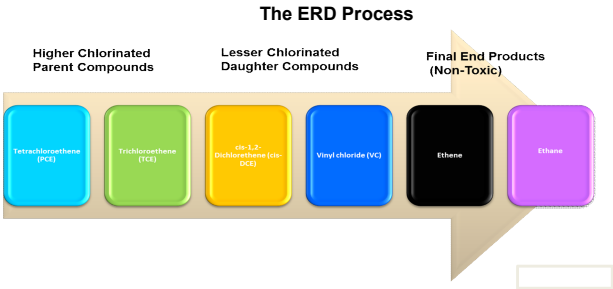 The ERD Process
Higher Chlorinated
Parent Compounds
Lesser Chlorinated
Daughter Compounds
Final End Products
(Non-Toxic)
Tetrachloroethene
(PCE)
Trichloroethene
(TCE)
cis-1,2-
Dichlorethene (cis-
DCE)
Vinyl chloride (VC)
Ethene
Ethane